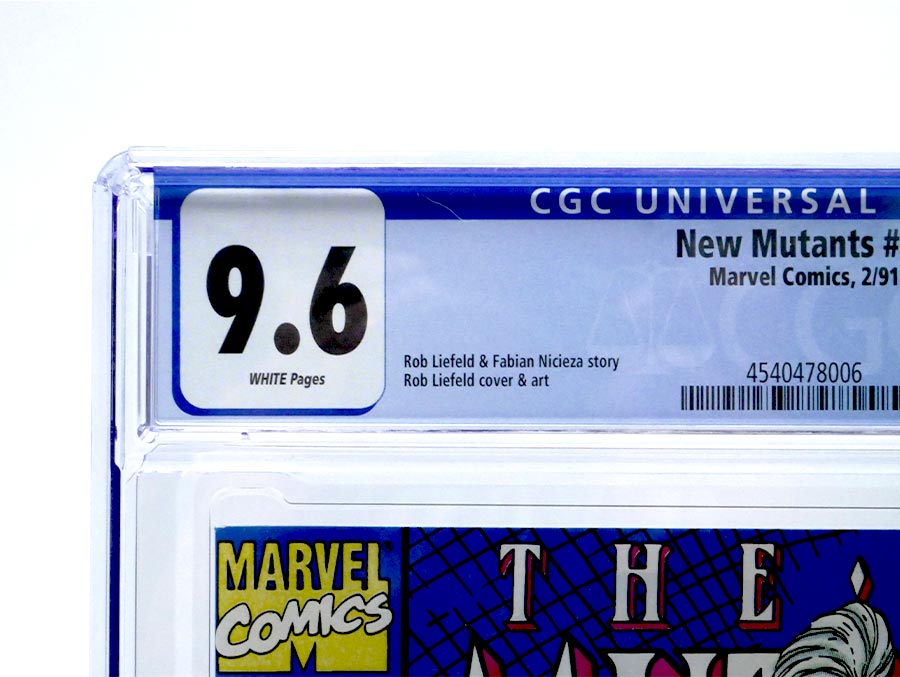 CGC UNIVERSAL
9.6
WHITE Pages
New Mutants #
Marvel Comics, 2/91
Rob Liefeld & Fabian Nicieza story
Rob Liefeld cover & art
4540478006
CGC
MARVEL
COMICS
THE